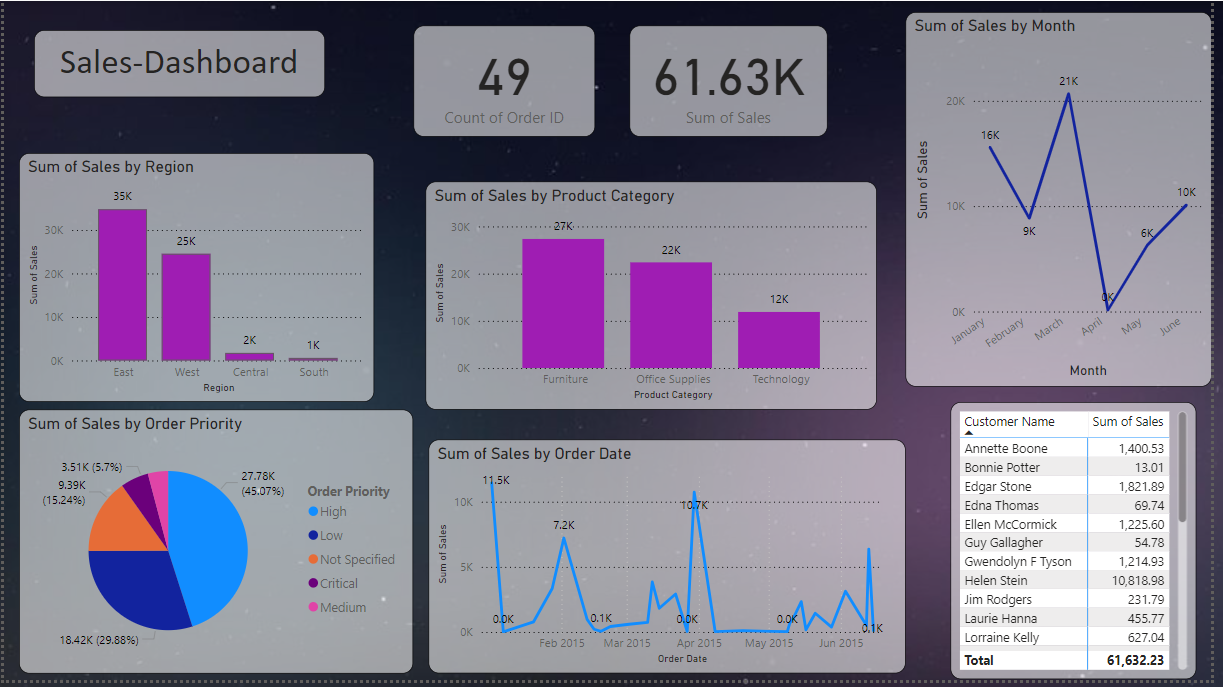 Sales-Dashboard
49
Count of Order ID
61.63K
Sum of Sales
Sum of Sales by Month
Sum of Sales
20K
10K
0K
16K
9K
21K
0K
6K
10K
January
February
March
April
May
June
Month
Sum of Sales by Region
Sum of Sales
30K
20K
10K
0K
35K
25K
2K
1K
East
West
Central
South
Region
Sum of Sales by Product Category
Sum of Sales
30K
20K
10K
0K
27K
22K
12K
Furniture
Office Supplies
Technology
Product Category
Sum of Sales by Order Priority
3.51K (5.7%)
9.39K
(15.24%)
27.78K
(45.07%)
18.42K (29.88%)
Order Priority
High
Low
Not Specified
Critical
Medium
Sum of Sales by Order Date
Sum of Sales
10K
5K
0K
11.5K
0.0K
7.2K
0.1K
10.7K
0.0K
0.0K
0.1K
Feb 2015
Mar 2015
Apr 2015
May 2015
Jun 2015
Order Date
Customer Name Sum of Sales
Annette Boone 1,400.53
Bonnie Potter 13.01
Edgar Stone 1,821.89
Edna Thomas 69.74
Ellen McCormick 1,225.60
Guy Gallagher 54.78
Gwendolyn F Tyson 1,214.93
Helen Stein 10,818.98
Jim Rodgers 231.79
Laurie Hanna 455.77
Lorraine Kelly 627.04
Total 61,632.23